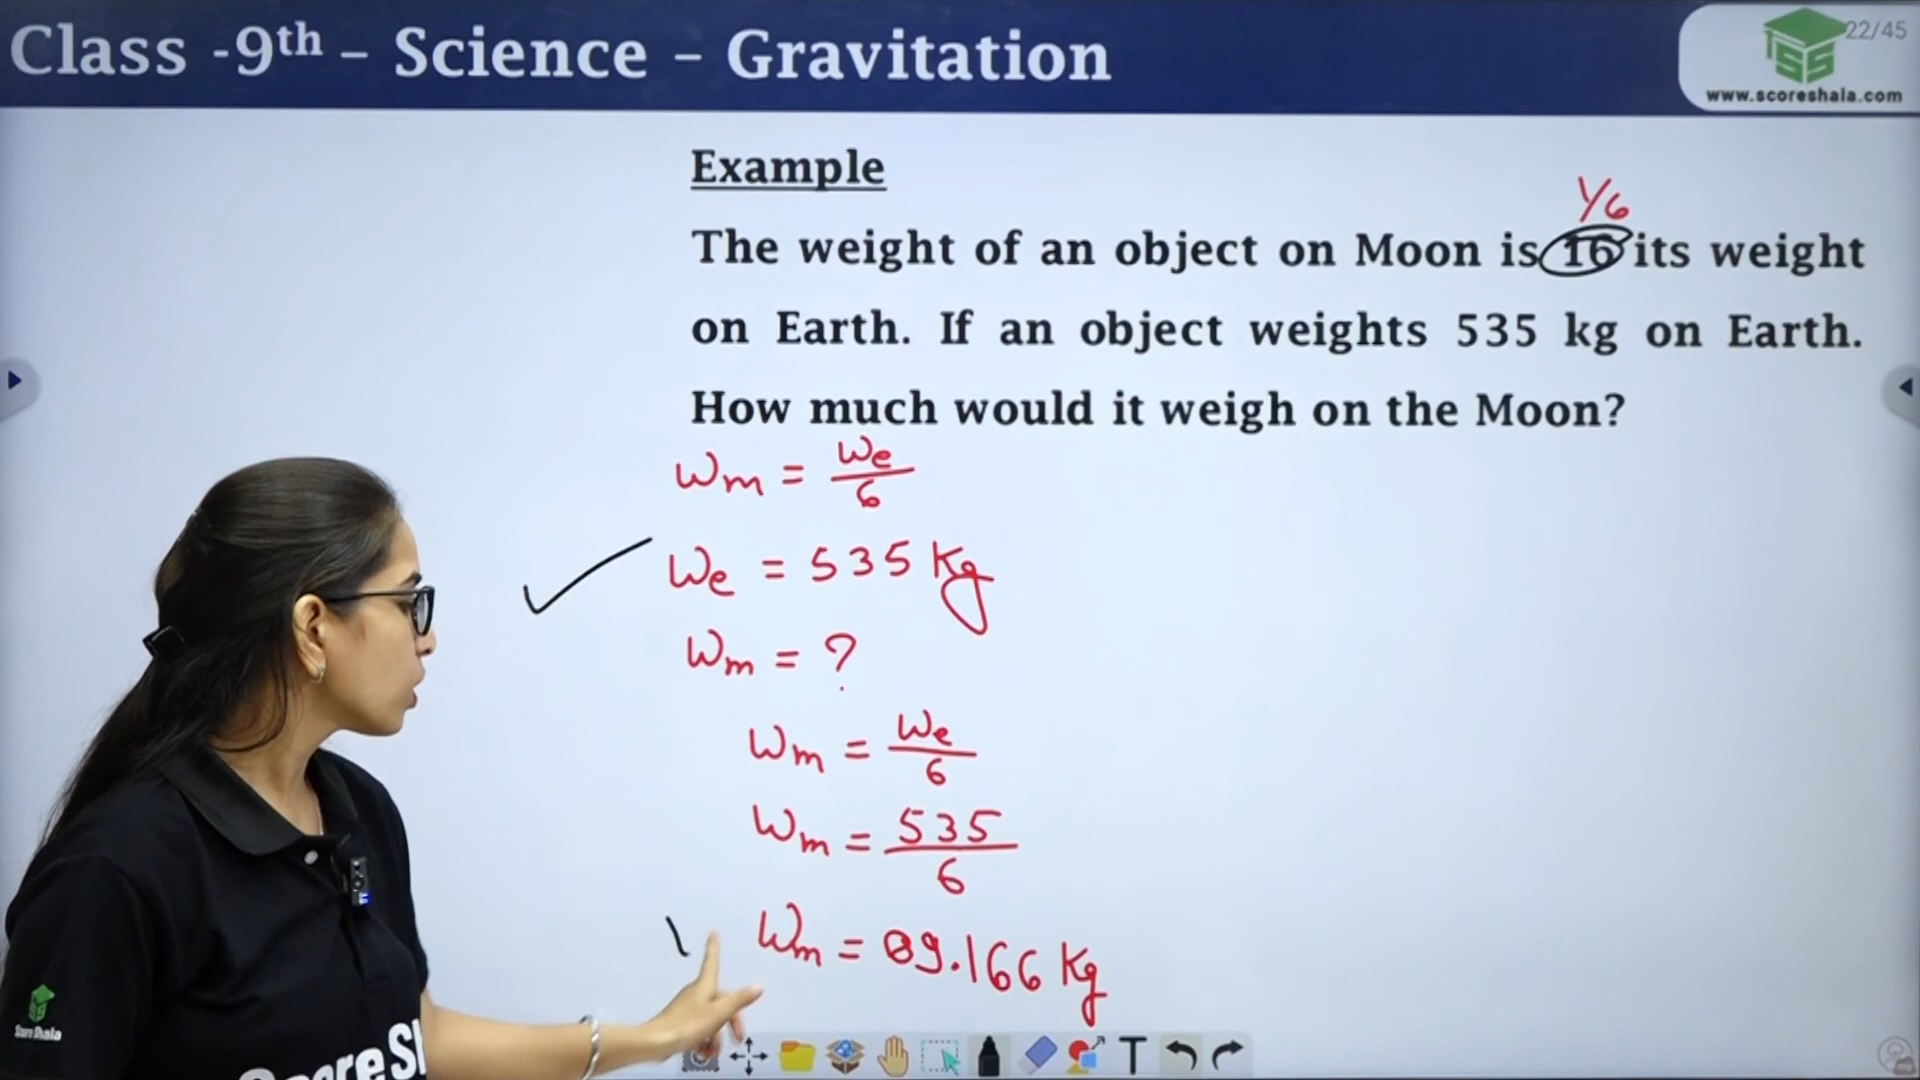 Class -9th – Science – Gravitation
22/45
www.scoreshala.com
Example
1/6
The weight of an object on Moon is 16 its weight
on Earth. If an object weights 535 kg on Earth.
How much would it weigh on the Moon?
Wm = We/6
We = 535 Kg
Wm = ?
Wm = We/6
Wm = 535/6
Wm = 89.166 Kg
ScoreShala
T